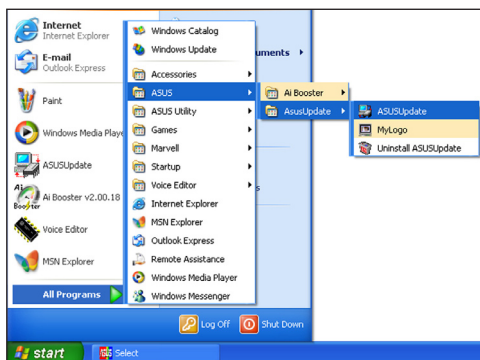 Internet
Internet Explorer
E-mail
Outlook Express
Paint
Windows Media Playe
ASUSUpdate
Ai Booster
Ai Booster v2.00.18
Voice Editor
MSN Explorer
All Programs
Windows Catalog
Windows Update
Accessories
ASUS
ASUS Utility
Games
Marvell
Startup
Voice Editor
Internet Explorer
MSN Explorer
Outlook Express
Remote Assistance
Windows Media Player
Windows Messenger
uments
s
Ai Booster
AsusUpdate
ASUSUpdate
MyLogo
Uninstall ASUSUpdate
Log Off
Shut Down
start
Select